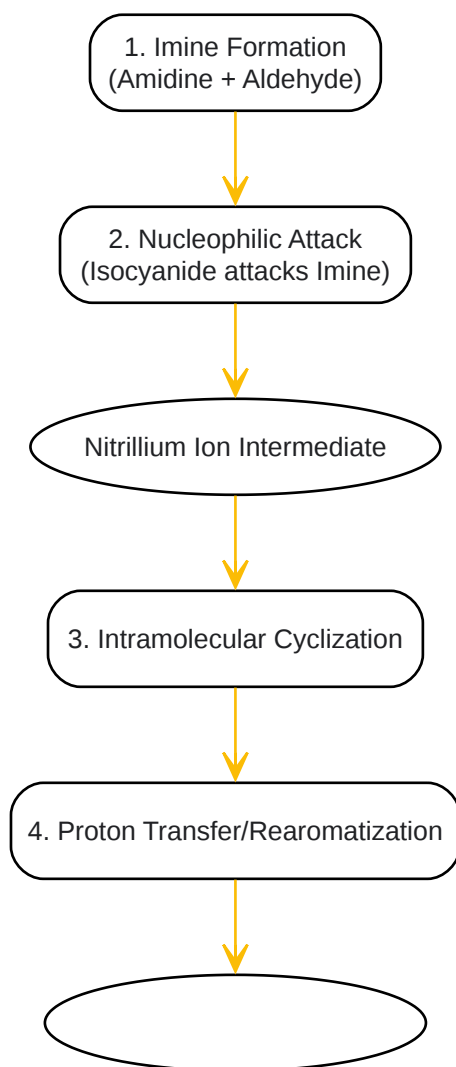 1. Imine Formation
(Amidine + Aldehyde)
2. Nucleophilic Attack
(Isocyanide attacks Imine)
Nitrillium Ion Intermediate
3. Intramolecular Cyclization
4. Proton Transfer/Rearomatization